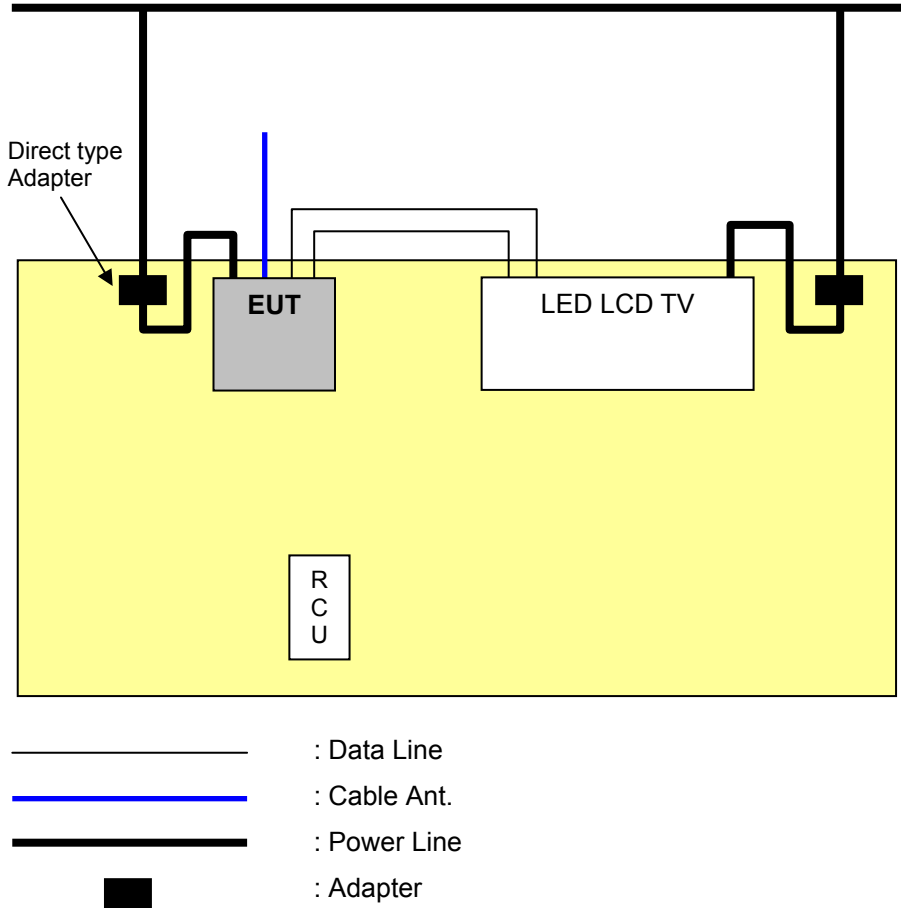 Direct type
Adapter
EUT
LED LCD TV
R
C
U
: Data Line
: Cable Ant.
: Power Line
: Adapter